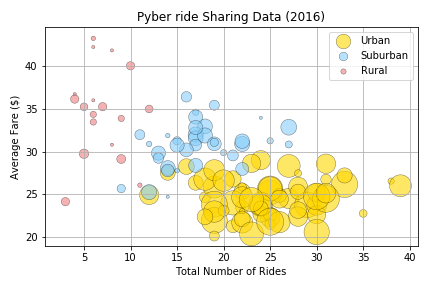 Pyber ride Sharing Data (2016)
Urban
Suburban
Rural
Average Fare ($)
40
35
30
25
20
5 10 15 20 25 30 35 40
Total Number of Rides